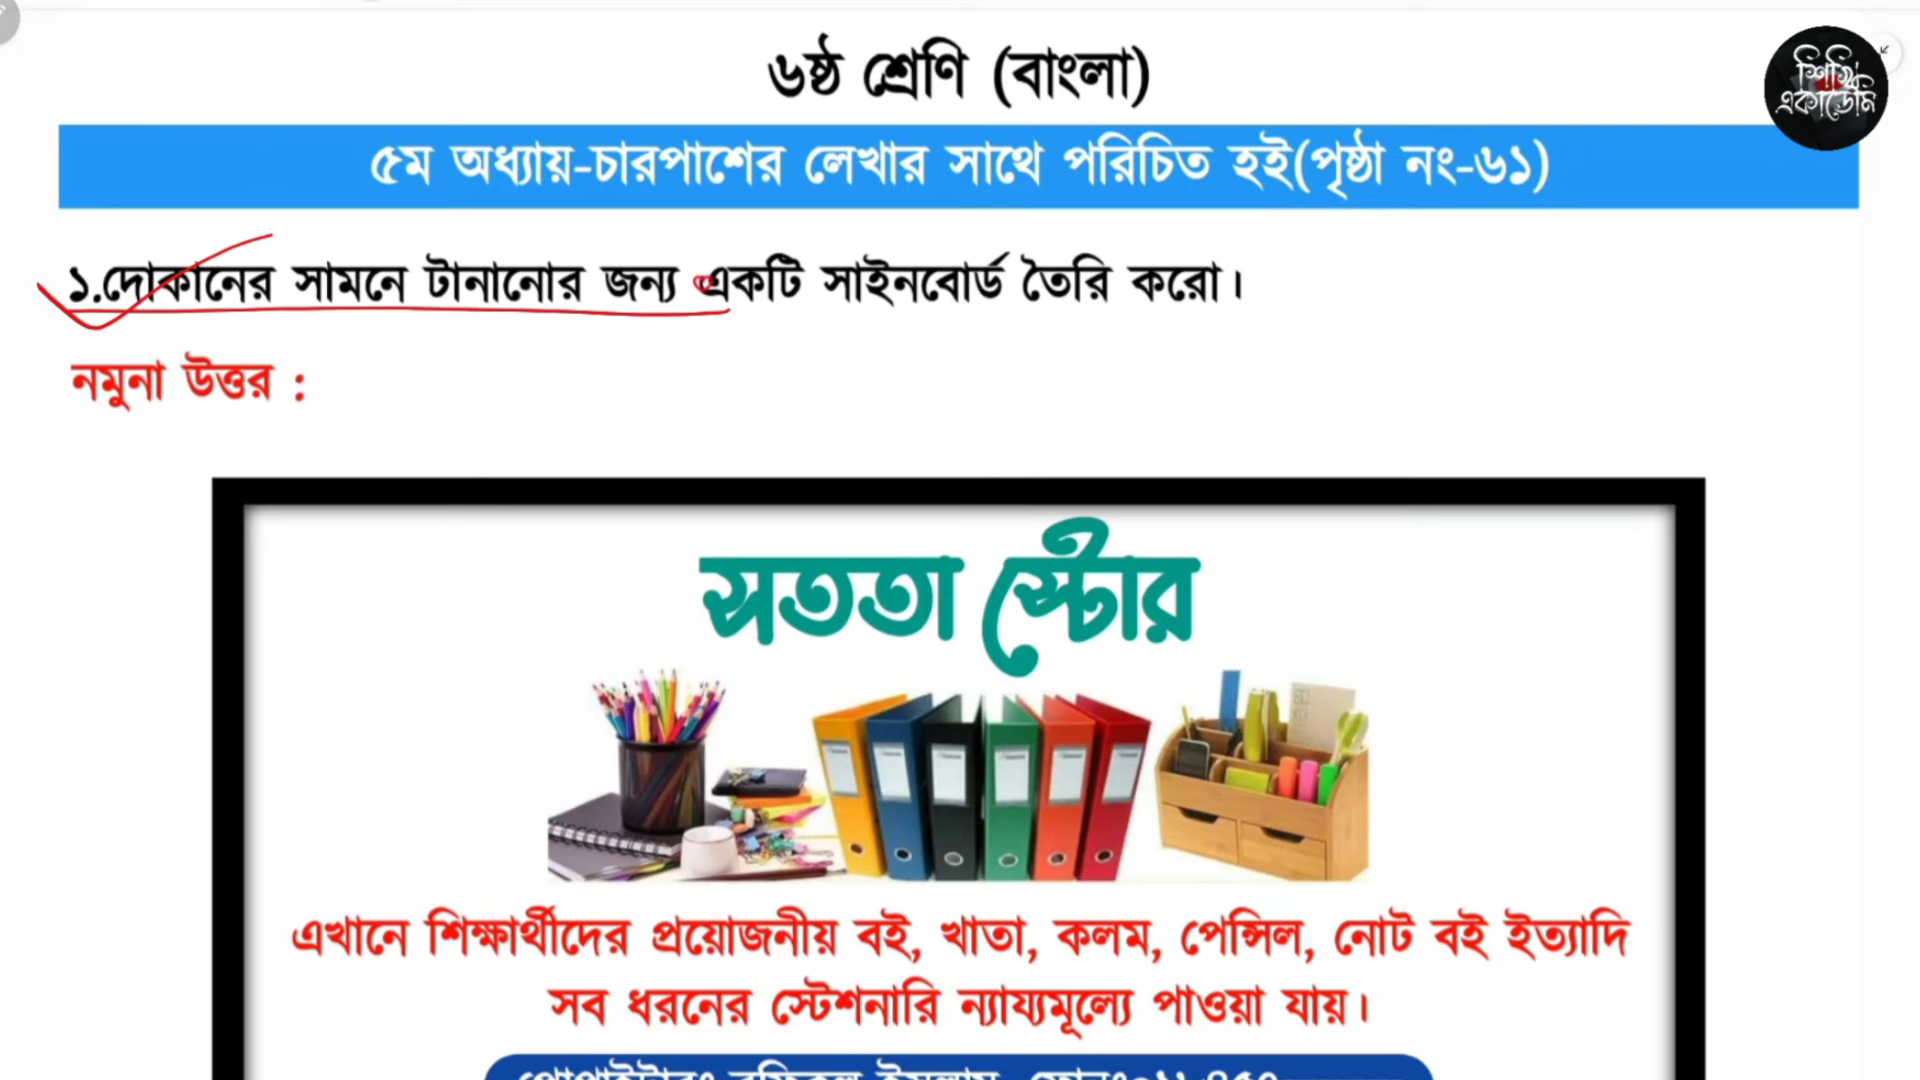 ৬ষ্ঠ শ্রেণি (বাংলা)
শিখি
একাডেমি
৫ম অধ্যায়-চারপাশের লেখার সাথে পরিচিত হই(পৃষ্ঠা নং-৬১)
১.দোকানের সামনে টানানোর জন্য একটি সাইনবোর্ড তৈরি করো।
নমুনা উত্তর :
সততা স্টোর
এখানে শিক্ষার্থীদের প্রয়োজনীয় বই, খাতা, কলম, পেন্সিল, নোট বই ইত্যাদি
সব ধরনের স্টেশনারি ন্যায্যমূল্যে পাওয়া যায়।